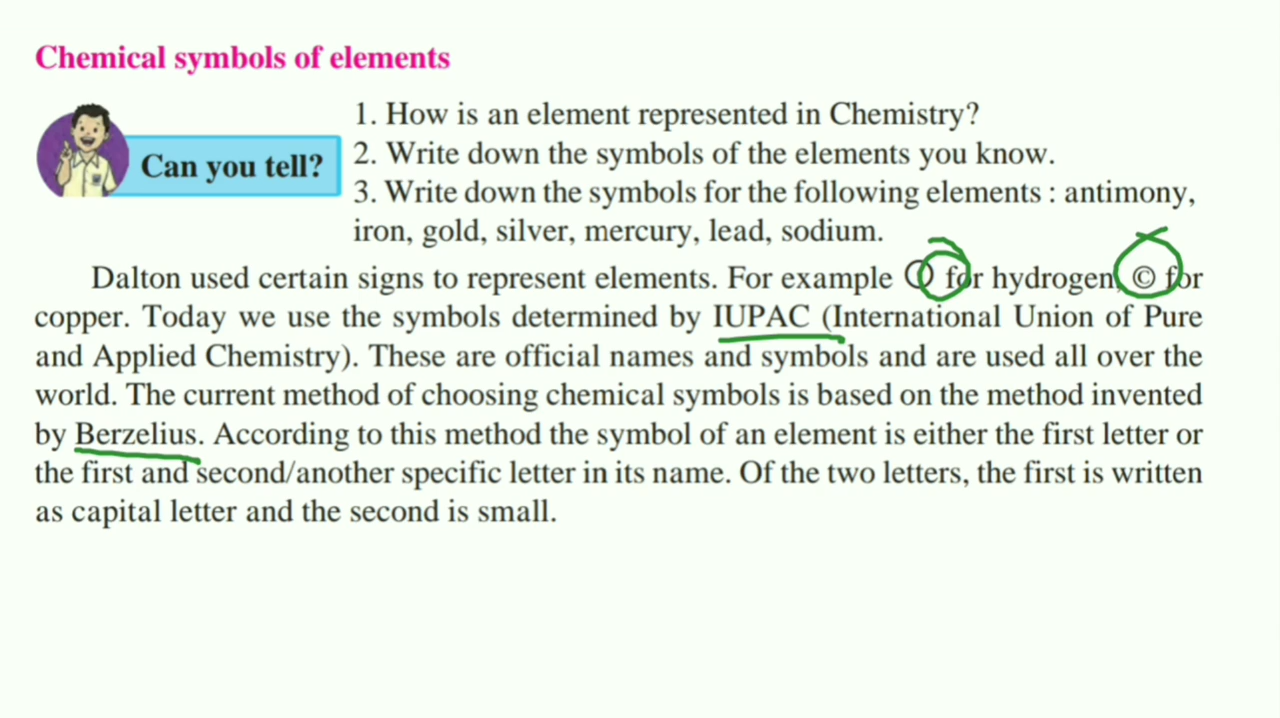 Chemical symbols of elements
Can you tell?
1. How is an element represented in Chemistry?
2. Write down the symbols of the elements you know.
3. Write down the symbols for the following elements : antimony,
iron, gold, silver, mercury, lead, sodium.
Dalton used certain signs to represent elements. For example ⦶ for hydrogen, © for
copper. Today we use the symbols determined by IUPAC (International Union of Pure
and Applied Chemistry). These are official names and symbols and are used all over the
world. The current method of choosing chemical symbols is based on the method invented
by Berzelius. According to this method the symbol of an element is either the first letter or
the first and second/another specific letter in its name. Of the two letters, the first is written
as capital letter and the second is small.